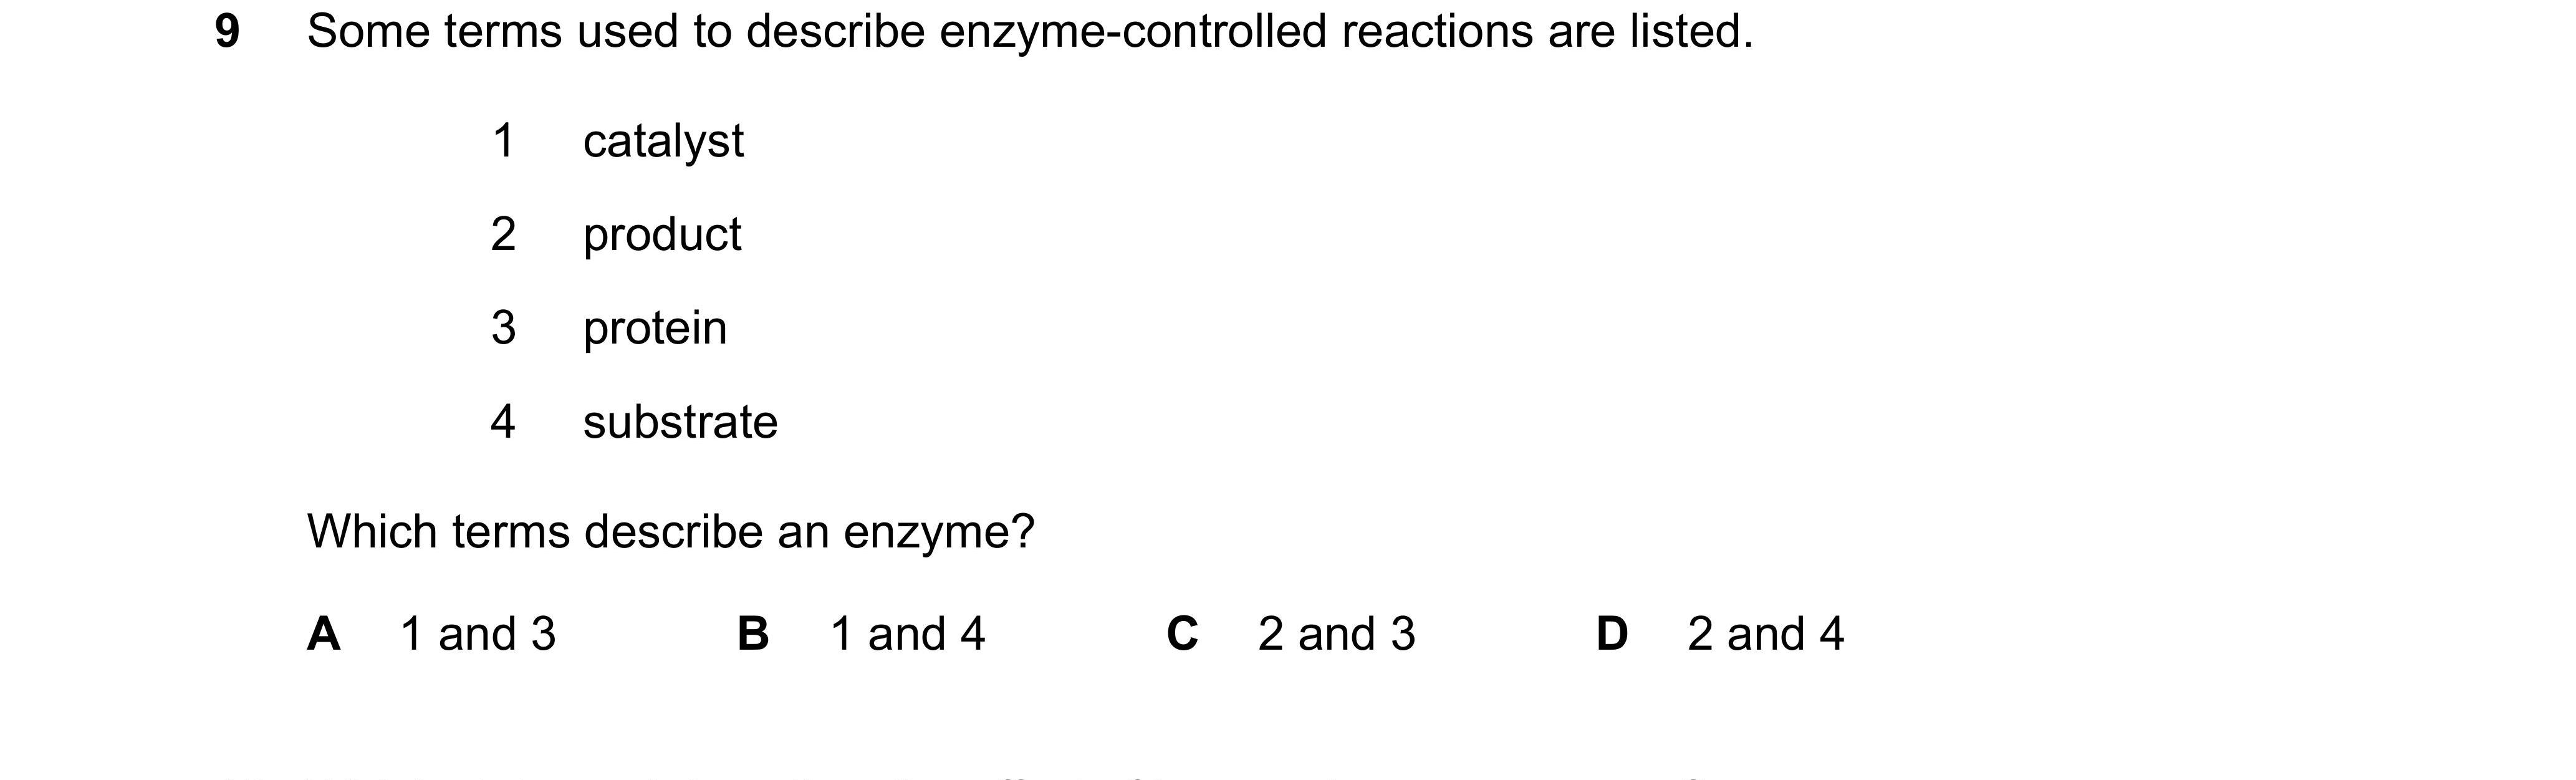 9 Some terms used to describe enzyme-controlled reactions are listed.
1 catalyst
2 product
3 protein
4 substrate
Which terms describe an enzyme?
A 1 and 3 B 1 and 4 C 2 and 3 D 2 and 4